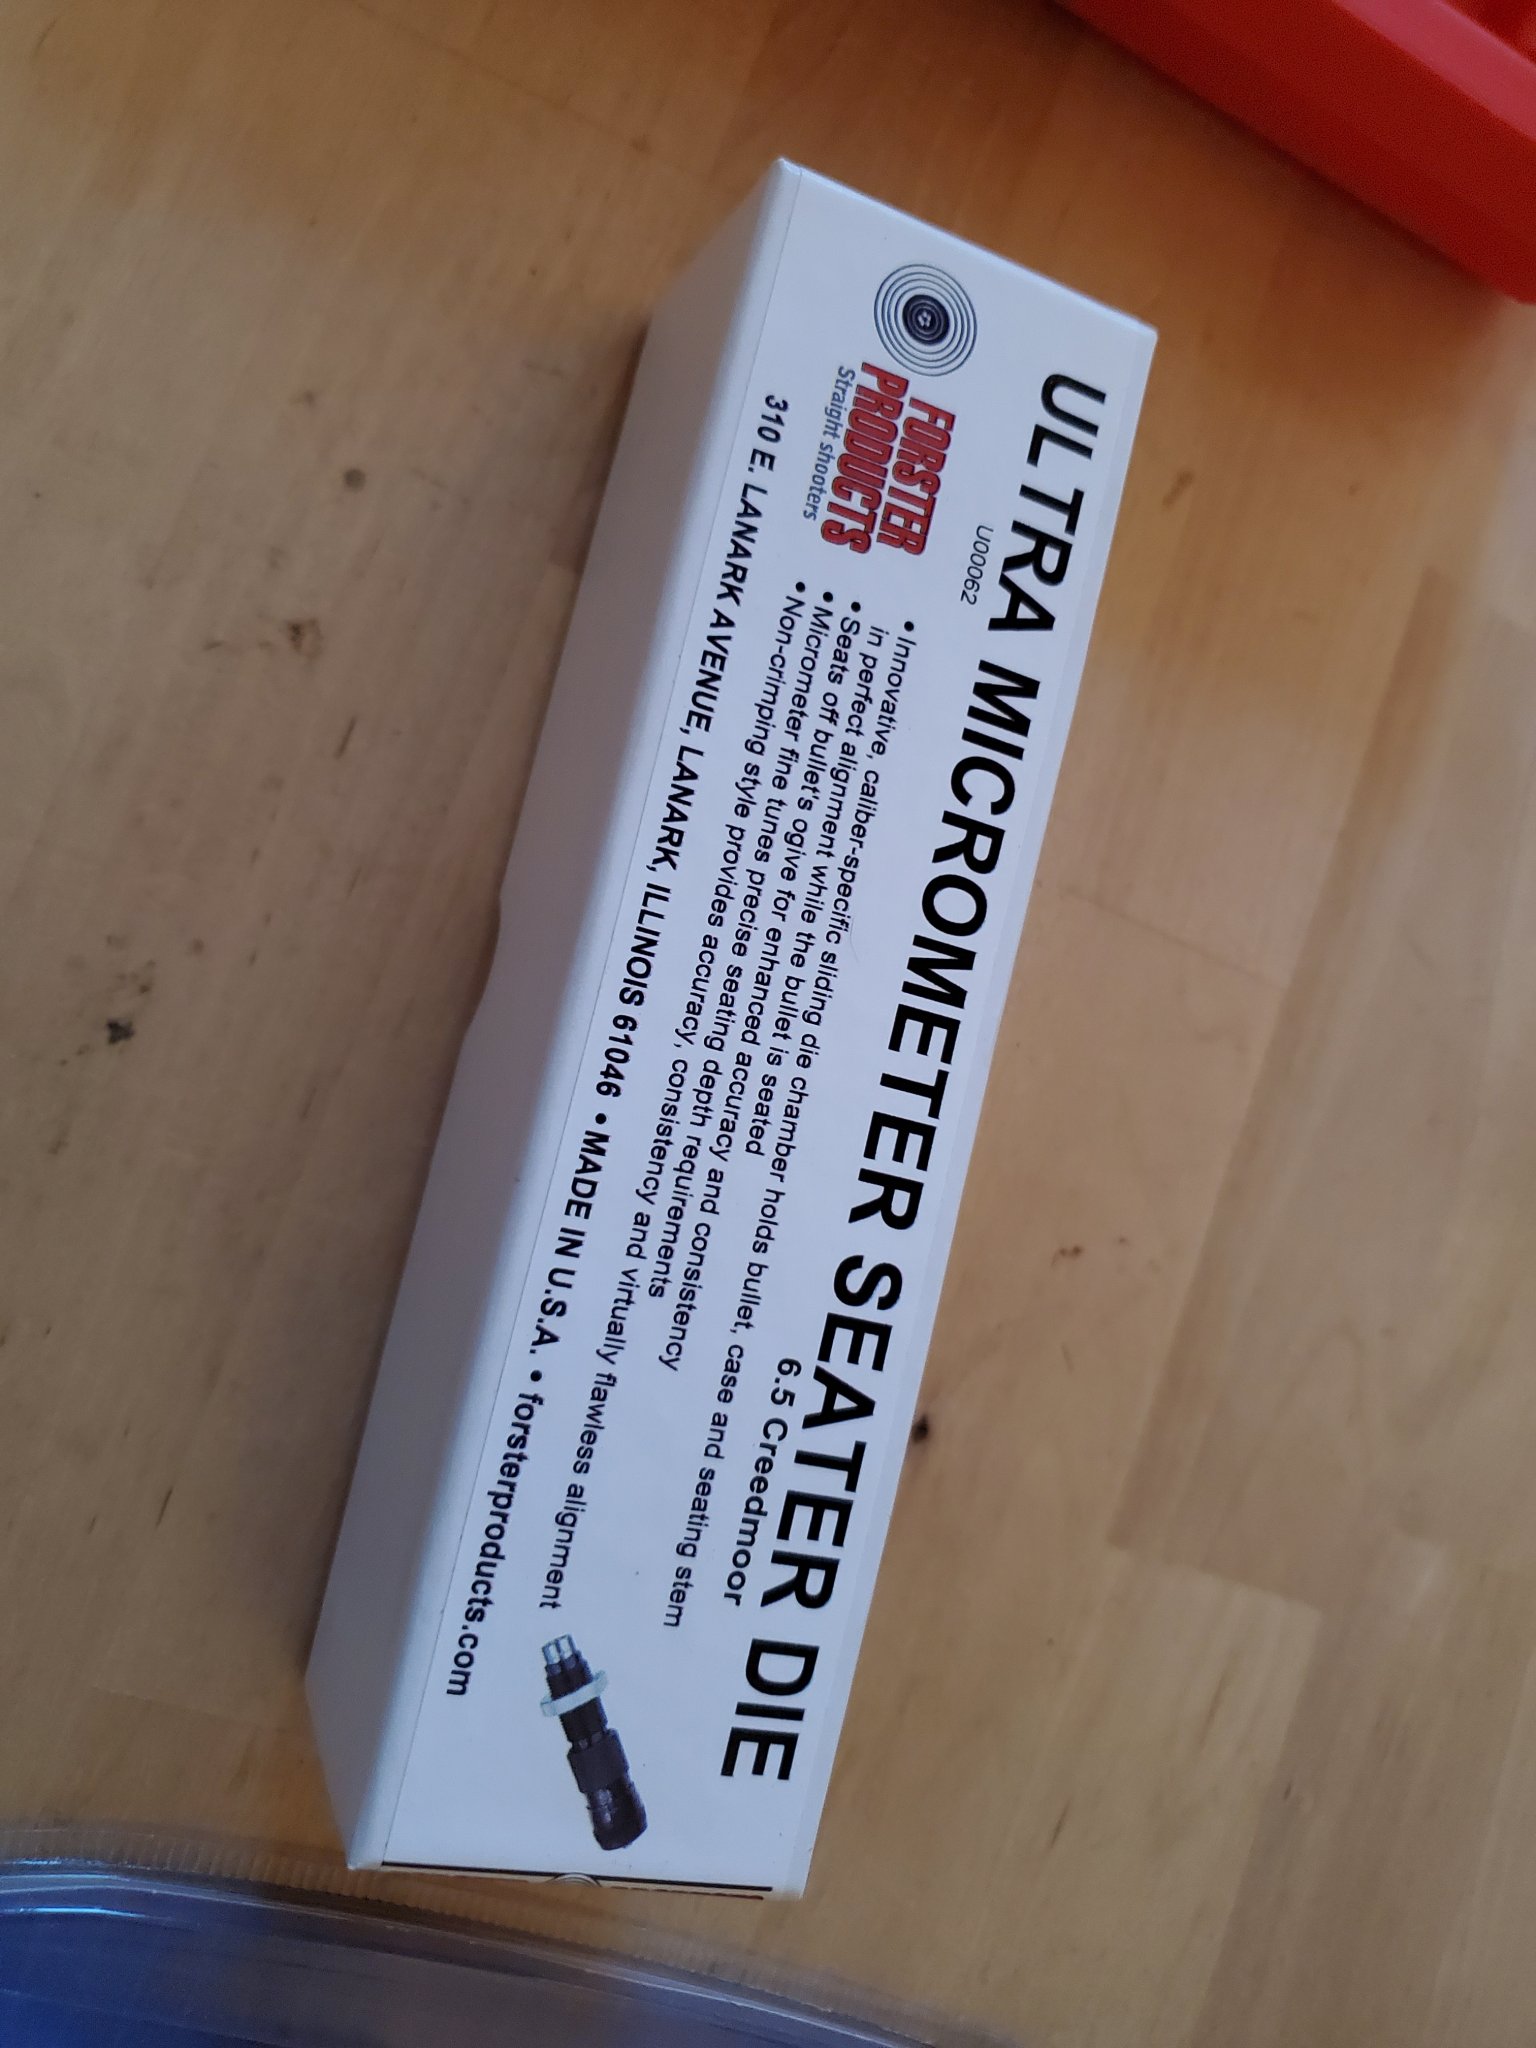 ULTRA MICROMETER SEATER DIE
U00062
6.5 Creedmoor
FORSTER
PRODUCTS
Straight shooters
• Innovative, caliber-specific sliding die chamber holds bullet, case and seating stem
in perfect alignment while the bullet is seated
• Seats off bullet's ogive for enhanced accuracy and consistency
• Micrometer fine tunes precise seating depth requirements
• Non-crimping style provides accuracy, consistency and virtually flawless alignment
310 E. LANARK AVENUE, LANARK, ILLINOIS 61046 • MADE IN U.S.A. • forsterproducts.com